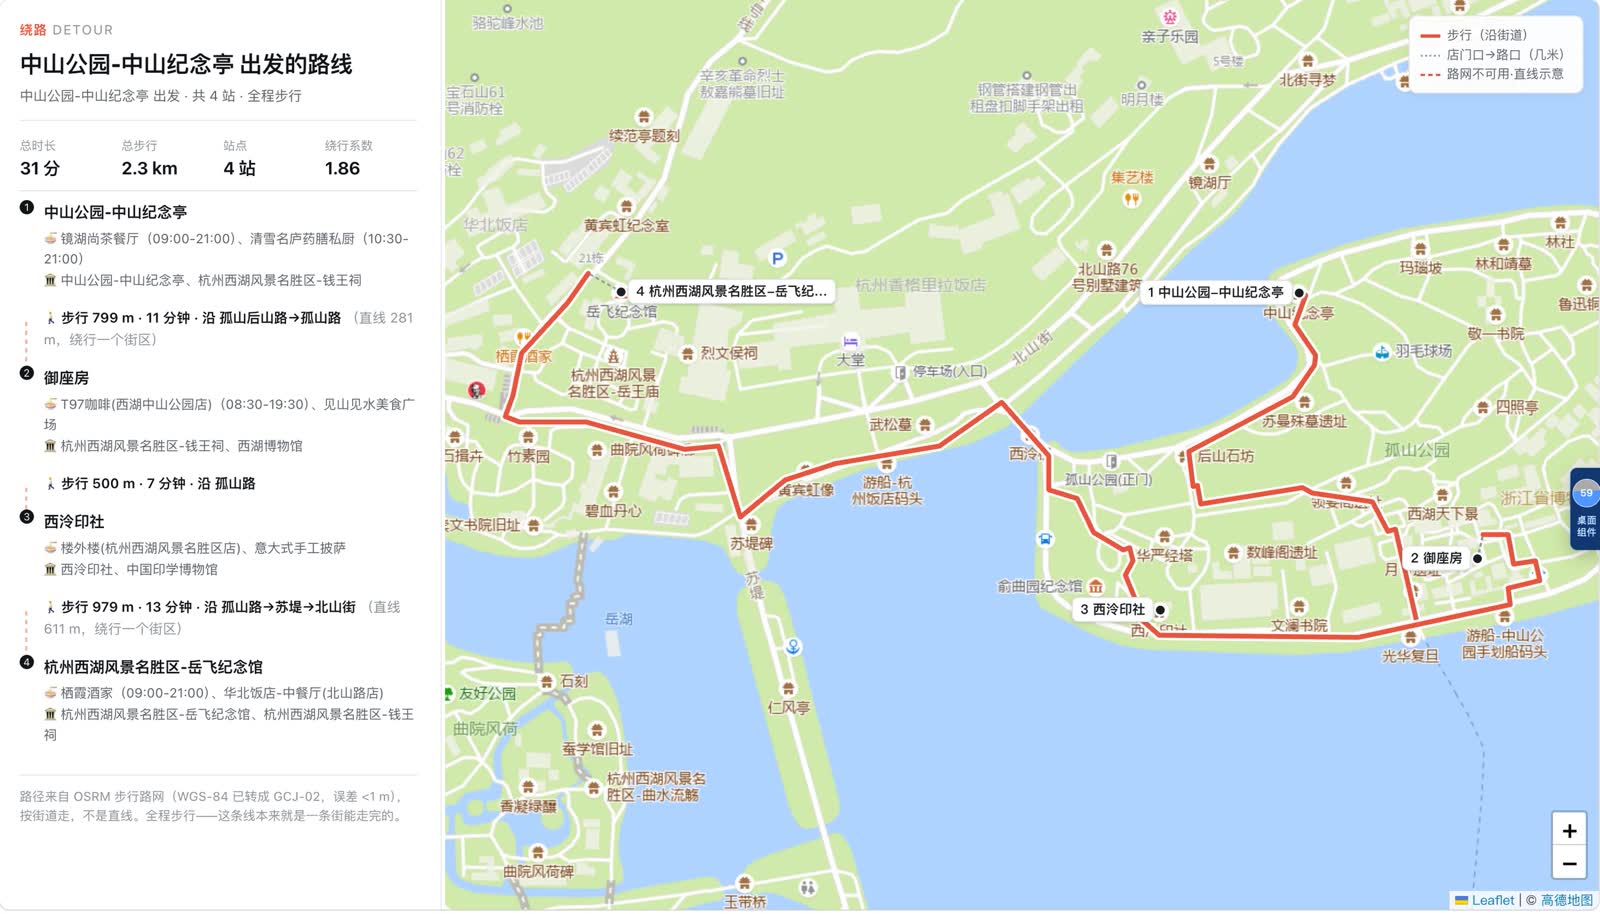 绕路 DETOUR
中山公园-中山纪念亭 出发的路线
中山公园-中山纪念亭 出发 · 共 4 站 · 全程步行
总时长 总步行 站点 绕行系数
31 分 2.3 km 4 站 1.86
1 中山公园-中山纪念亭
镜湖尚茶餐厅（09:00-21:00）、清雪名庐药膳私厨（10:30-
21:00）
中山公园-中山纪念亭、杭州西湖风景名胜区-钱王祠
步行 799 m · 11 分钟 · 沿 孤山后山路→孤山路 （直线 281
m，绕行一个街区）
2 御座房
T97咖啡(西湖中山公园店)（08:30-19:30）、见山见水美食广
场
杭州西湖风景名胜区-钱王祠、西湖博物馆
步行 500 m · 7 分钟 · 沿 孤山路
3 西泠印社
楼外楼(杭州西湖风景名胜区店)、意大式手工披萨
西泠印社、中国印学博物馆
步行 979 m · 13 分钟 · 沿 孤山路→苏堤→北山街 （直线
611 m，绕行一个街区）
4 杭州西湖风景名胜区-岳飞纪念馆
栖霞酒家（09:00-21:00）、华北饭店-中餐厅(北山路店)
杭州西湖风景名胜区-岳飞纪念馆、杭州西湖风景名胜区-钱王
祠
路径来自 OSRM 步行路网（WGS-84 已转成 GCJ-02，误差 <1 m），
按街道走，不是直线。全程步行——这条线本来就是一条街能走完的。
步行（沿街道）
店门口→路口（几米）
路网不可用·直线示意
骆驼峰水池
亲子乐园
5号楼
北街寻梦
辛亥革命烈士
敖嘉熊墓旧址
宝石山61
号消防栓
钢管搭建钢管出
租盘扣脚手架出租
明月楼
续范亭题刻
62
栓
集艺楼
镜湖厅
华北饭店
黄宾虹纪念室
21栋
P
北山路76
号别墅建筑
玛瑙坡
林和靖墓
林社
4 杭州西湖风景名胜区–岳飞纪...
杭州香格里拉饭店
1 中山公园–中山纪念亭
岳飞纪念馆
鲁迅铜
敬一书院
北山街
大堂
羽毛球场
烈文侯祠
杭州西湖风景
名胜区-岳王庙
停车场(入口)
四照亭
苏曼殊墓遗址
武松墓
孤山公园
石揖卉
竹素园
后山石坊
孤山公园(正门)
黄宾虹像
游船-杭
州饭店码头
碧血文书院旧址
碧血丹心
苏堤碑
西湖天下景
浙江省博
59
桌面
组件
华严经塔
数峰阁遗址
2 御座房
俞曲园纪念馆
3 西泠印社
苏堤
岳湖
文澜书院
光华复旦
游船-中山公
园手划船码头
石刻
友好公园
曲院风荷
仁风亭
蚕学馆旧址
杭州西湖风景名
胜区-曲水流觞
香凝绿醾
曲院风荷碑
玉带桥
+
−
Leaflet | © 高德地图